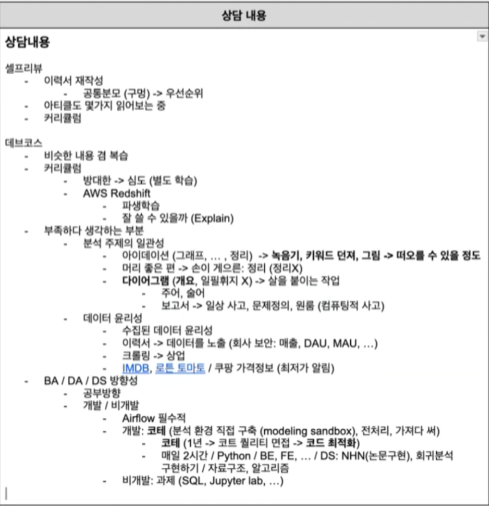 상담 내용
상담내용
셀프리뷰
- 이력서 재작성
- 공통분모 (구멍) -> 우선순위
- 아티클도 몇가지 읽어보는 중
- 커리큘럼
데브코스
- 비슷한 내용 겸 복습
- 커리큘럼
- 방대한 -> 심도 (별도 학습)
- AWS Redshift
- 파생학습
- 잘 쓸 수 있을까 (Explain)
- 부족하다 생각하는 부분
- 분석 주제의 일관성
- 아이데이션 (그래프, … , 정리) -> 녹음기, 키워드 던져, 그림 -> 떠오를 수 있을 정도
- 머리 좋은 편 -> 손이 게으른: 정리 (정리X)
- 다이어그램 (개요, 일필휘지 X) -> 살을 붙이는 작업
- 주어, 술어
- 보고서 -> 일상 사고, 문제정의, 원룸 (컴퓨팅적 사고)
- 데이터 윤리성
- 수집된 데이터 윤리성
- 이력서 -> 데이터를 노출 (회사 보안: 매출, DAU, MAU, …)
- 크롤링 -> 상업
- IMDB, 로튼 토마토 / 쿠팡 가격정보 (최저가 알림)
- BA / DA / DS 방향성
- 공부방향
- 개발 / 비개발
- Airflow 필수적
- 개발: 코테 (분석 환경 직접 구축 (modeling sandbox), 전처리, 가져다 써)
- 코테 (1년 -> 코트 퀄리티 면접 -> 코드 최적화)
- 매일 2시간 / Python / BE, FE, … / DS: NHN(논문구현), 회귀분석
구현하기 / 자료구조, 알고리즘
- 비개발: 과제 (SQL, Jupyter lab, …)